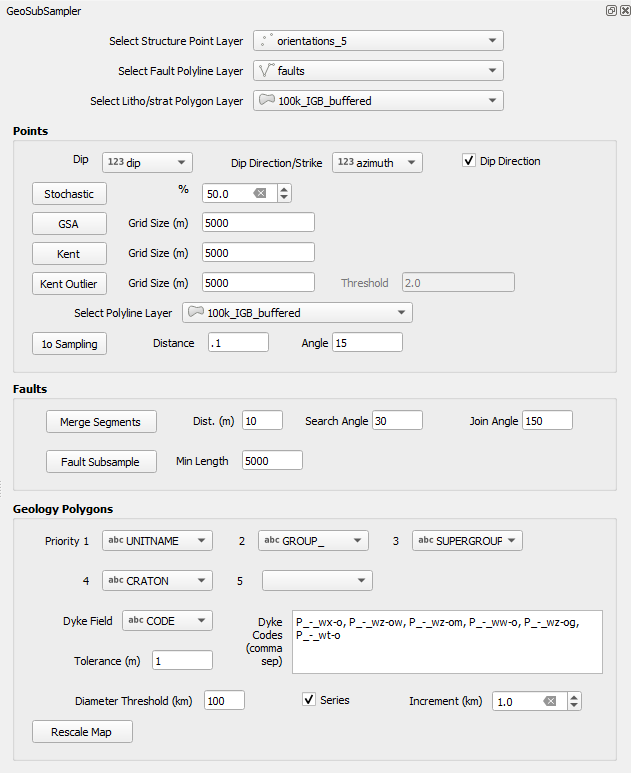 GeoSubSampler
Select Structure Point Layer orientations_5
Select Fault Polyline Layer faults
Select Litho/strat Polygon Layer 100k_IGB_buffered
Points
Dip 123 dip Dip Direction/Strike 123 azimuth Dip Direction
Stochastic % 50.0
GSA Grid Size (m) 5000
Kent Grid Size (m) 5000
Kent Outlier Grid Size (m) 5000 Threshold 2.0
Select Polyline Layer 100k_IGB_buffered
1o Sampling Distance .1 Angle 15
Faults
Merge Segments Dist. (m) 10 Search Angle 30 Join Angle 150
Fault Subsample Min Length 5000
Geology Polygons
Priority 1 abc UNITNAME 2 abc GROUP_ 3 abc SUPERGROUP
4 abc CRATON 5
Dyke Field abc CODE Dyke Codes (comma sep) P_-_wx-o, P_-_wz-ow, P_-_wz-om, P_-_ww-o, P_-_wz-og,
P_-_wt-o
Tolerance (m) 1
Diameter Threshold (km) 100 Series Increment (km) 1.0
Rescale Map